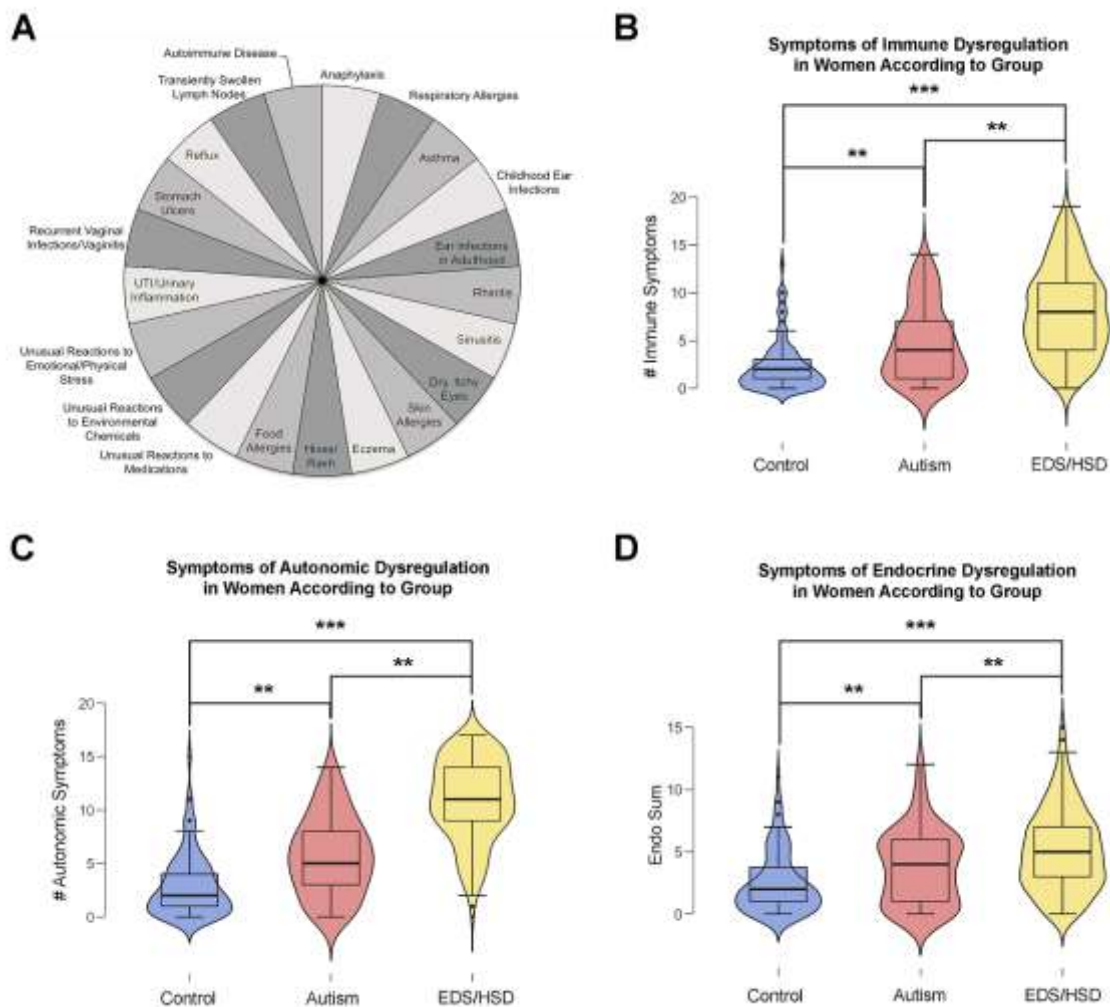 A
Autoimmune Disease
Transiently Swollen
Lymph Nodes
Anaphylaxis
Respiratory Allergies
Reflux
Asthma
Childhood Ear
Infections
Stomach
Ulcers
Recurrent Vaginal
Infections/Vaginitis
Ear Infections
in Adulthood
UTI/Urinary
Inflammation
Rhinitis
Sinusitis
Unusual Reactions to
Emotional/Physical
Stress
Dry, Itchy
Eyes
Unusual Reactions
to Environmental
Chemicals
Skin
Allergies
Food
Allergies
Hives/
Rash
Eczema
Unusual Reactions to
Medications
B
Symptoms of Immune Dysregulation
in Women According to Group
***
**
**
# Immune Symptoms
20
15
10
5
0
Control
Autism
EDS/HSD
C
Symptoms of Autonomic Dysregulation
in Women According to Group
***
**
**
# Autonomic Symptoms
20
15
10
5
0
Control
Autism
EDS/HSD
D
Symptoms of Endocrine Dysregulation
in Women According to Group
***
**
**
Endo Sum
15
10
5
0
Control
Autism
EDS/HSD